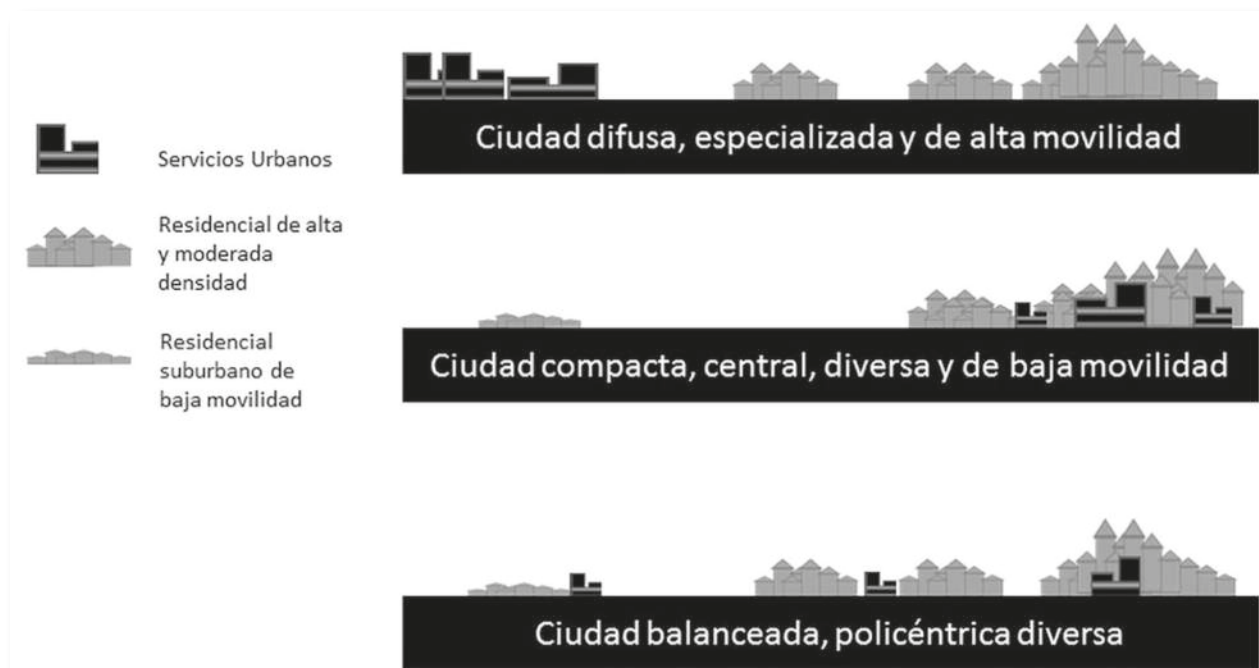 Servicios Urbanos
Residencial de alta
y moderada
densidad
Residencial
suburbano de
baja movilidad
Ciudad difusa, especializada y de alta movilidad
Ciudad compacta, central, diversa y de baja movilidad
Ciudad balanceada, policéntrica diversa